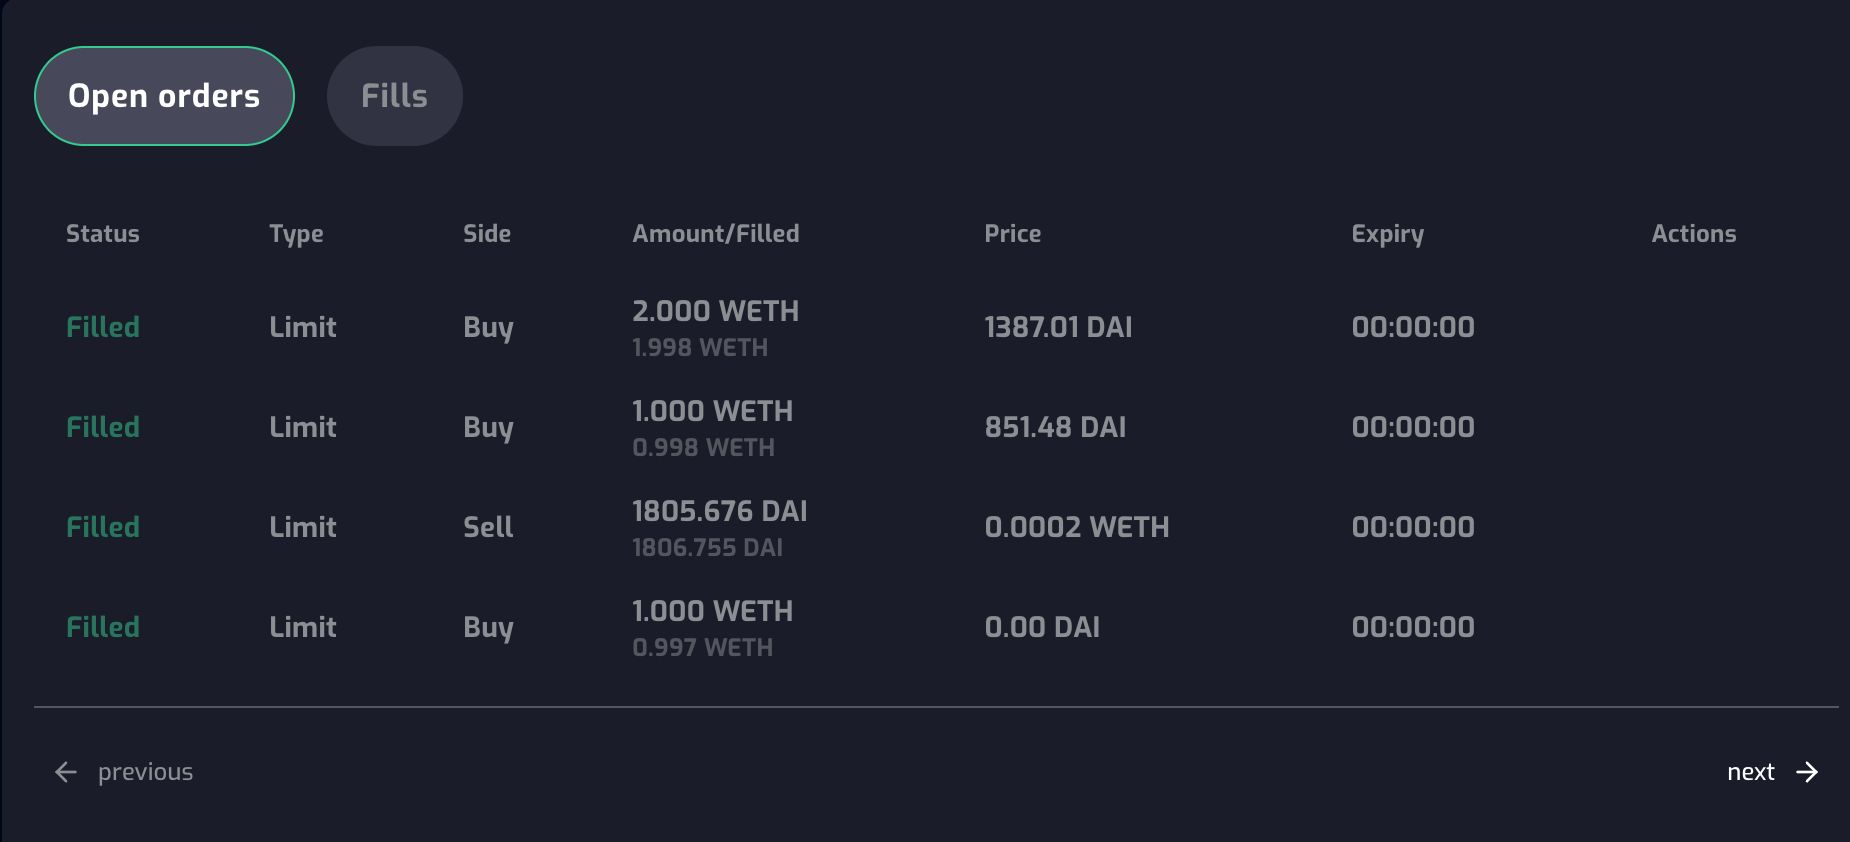 Open orders Fills
Status Type Side Amount/Filled Price Expiry Actions
Filled Limit Buy 2.000 WETH 1387.01 DAI 00:00:00
1.998 WETH
Filled Limit Buy 1.000 WETH 851.48 DAI 00:00:00
0.998 WETH
Filled Limit Sell 1805.676 DAI 0.0002 WETH 00:00:00
1806.755 DAI
Filled Limit Buy 1.000 WETH 0.00 DAI 00:00:00
0.997 WETH
← previous next →